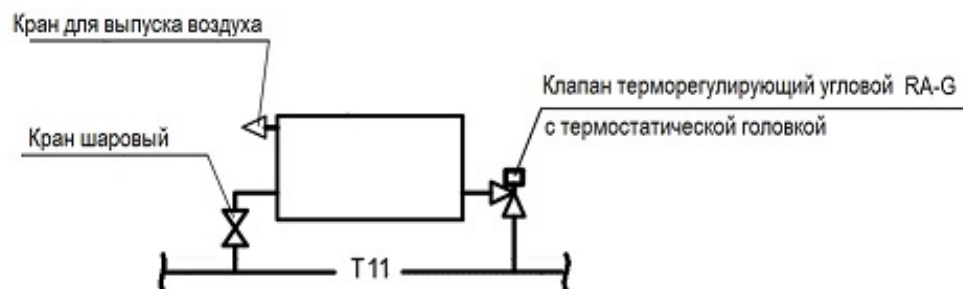 Кран для выпуска воздуха
Клапан терморегулирующий угловой RA-G
с термостатической головкой
Кран шаровый
Т11